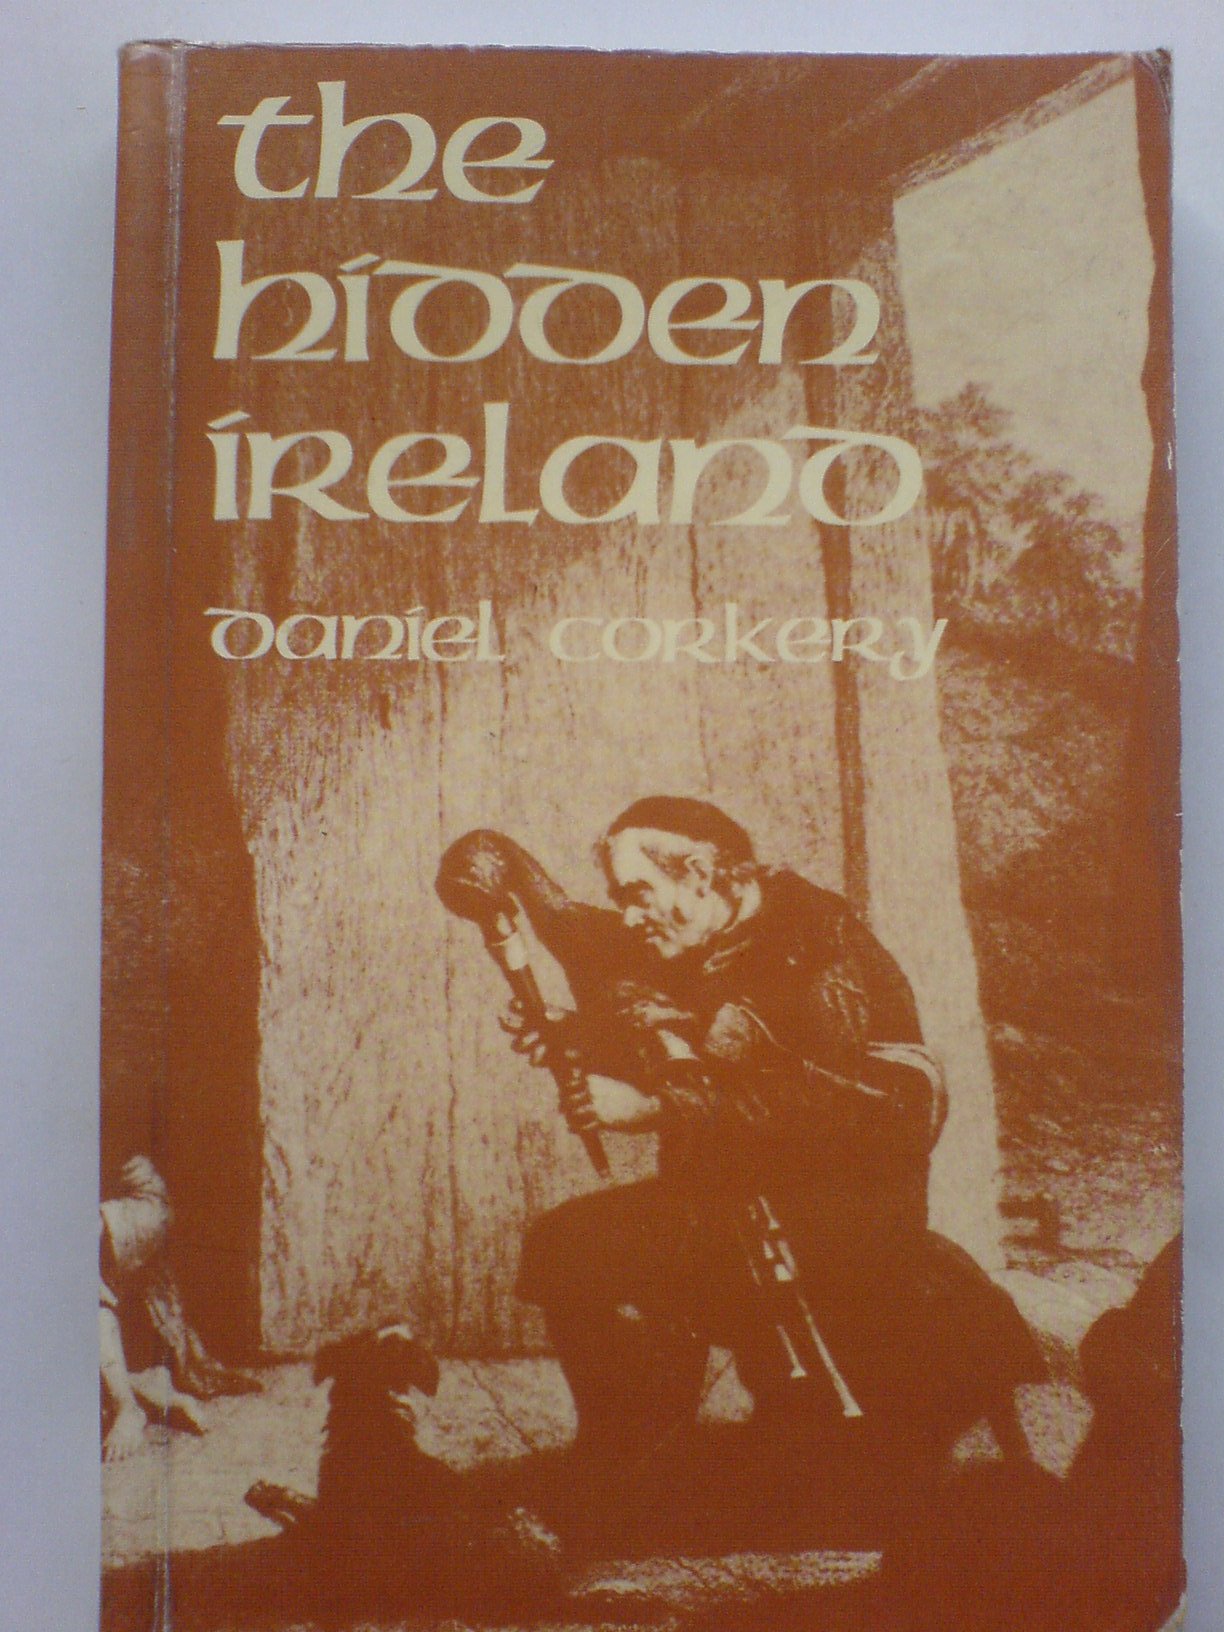 the
hidden
ireland
daniel corkery